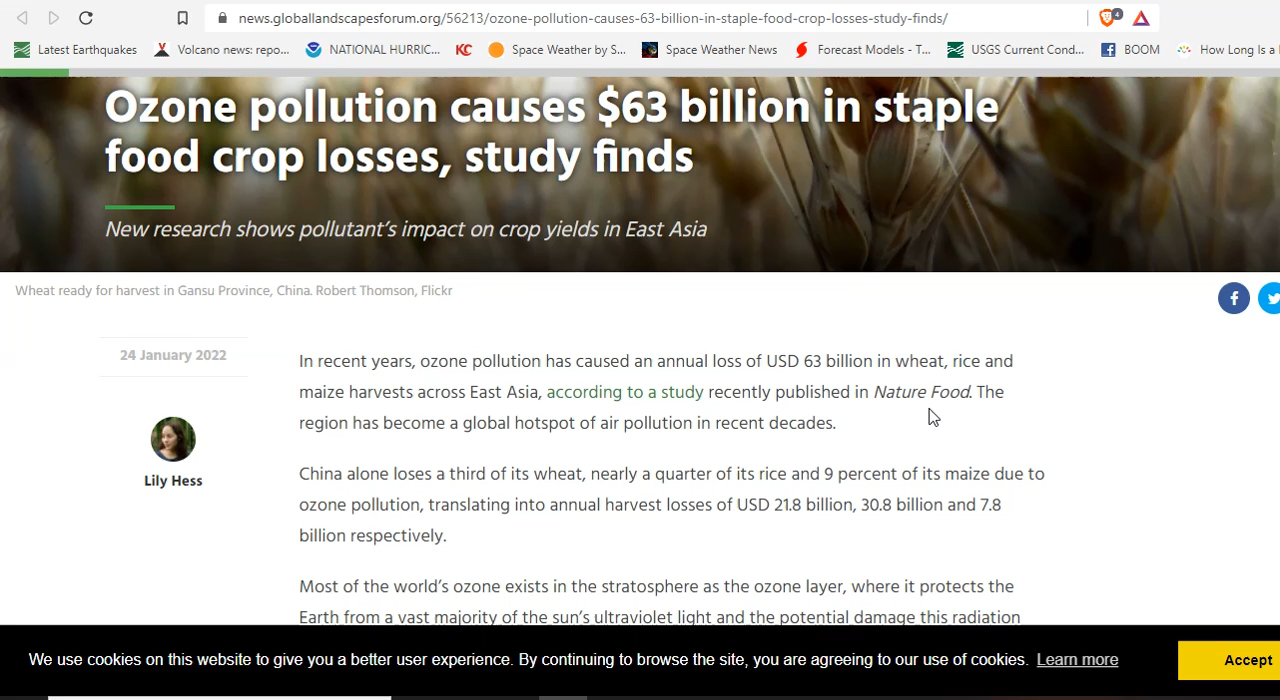 news.globallandscapesforum.org/56213/ozone-pollution-causes-63-billion-in-staple-food-crop-losses-study-finds/
4
Latest Earthquakes Volcano news: repo... NATIONAL HURRIC... KC Space Weather by S... Space Weather News Forecast Models - T... USGS Current Cond... BOOM How Long Is a
Ozone pollution causes $63 billion in staple
food crop losses, study finds
New research shows pollutant's impact on crop yields in East Asia
Wheat ready for harvest in Gansu Province, China. Robert Thomson, Flickr
24 January 2022
Lily Hess
In recent years, ozone pollution has caused an annual loss of USD 63 billion in wheat, rice and
maize harvests across East Asia, according to a study recently published in Nature Food. The
region has become a global hotspot of air pollution in recent decades.
China alone loses a third of its wheat, nearly a quarter of its rice and 9 percent of its maize due to
ozone pollution, translating into annual harvest losses of USD 21.8 billion, 30.8 billion and 7.8
billion respectively.
Most of the world's ozone exists in the stratosphere as the ozone layer, where it protects the
Earth from a vast majority of the sun's ultraviolet light and the potential damage this radiation
We use cookies on this website to give you a better user experience. By continuing to browse the site, you are agreeing to our use of cookies. Learn more
Accept